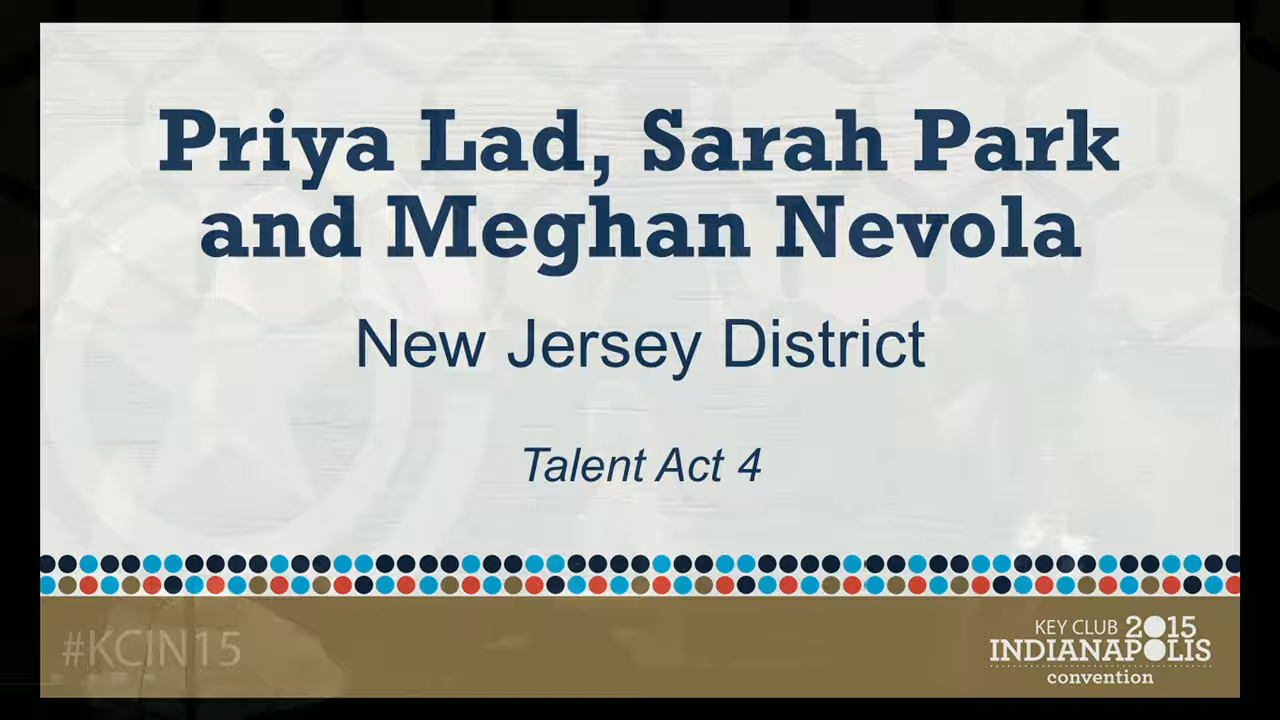 Priya Lad, Sarah Park
and Meghan Nevola
New Jersey District
Talent Act 4
#KCIN15
KEY CLUB 2015
INDIANAPOLIS
convention